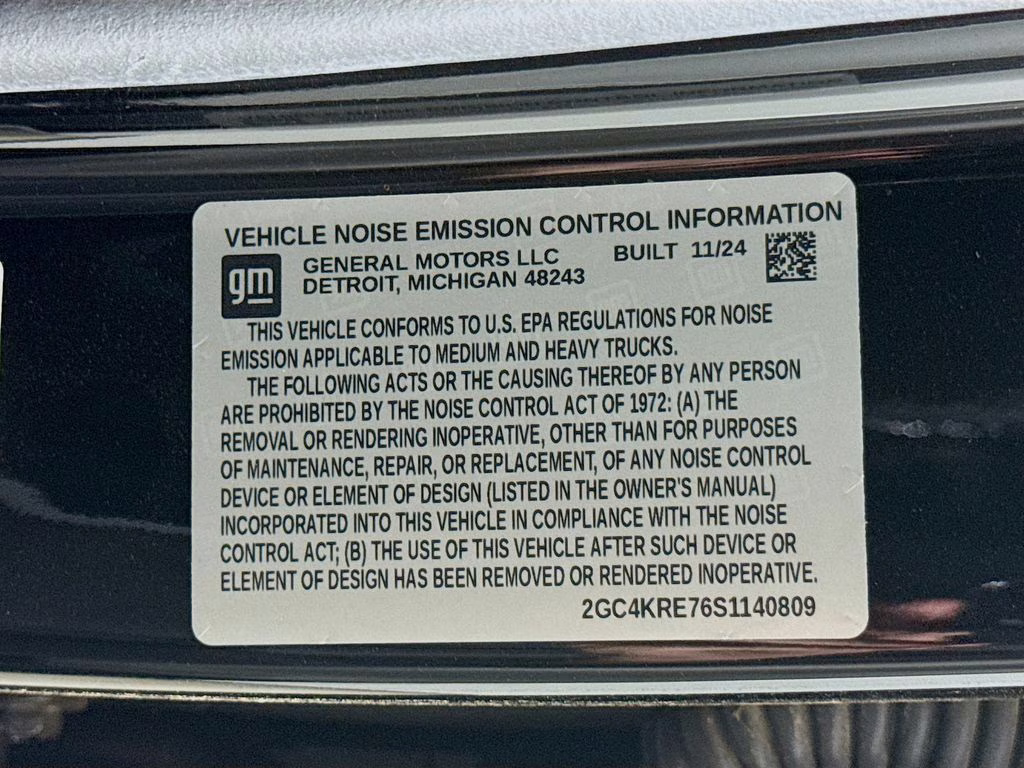 VEHICLE NOISE EMISSION CONTROL INFORMATION
gm
GENERAL MOTORS LLC BUILT 11/24
DETROIT, MICHIGAN 48243
THIS VEHICLE CONFORMS TO U.S. EPA REGULATIONS FOR NOISE
EMISSION APPLICABLE TO MEDIUM AND HEAVY TRUCKS.
THE FOLLOWING ACTS OR THE CAUSING THEREOF BY ANY PERSON
ARE PROHIBITED BY THE NOISE CONTROL ACT OF 1972: (A) THE
REMOVAL OR RENDERING INOPERATIVE, OTHER THAN FOR PURPOSES
OF MAINTENANCE, REPAIR, OR REPLACEMENT, OF ANY NOISE CONTROL
DEVICE OR ELEMENT OF DESIGN (LISTED IN THE OWNER'S MANUAL)
INCORPORATED INTO THIS VEHICLE IN COMPLIANCE WITH THE NOISE
CONTROL ACT; (B) THE USE OF THIS VEHICLE AFTER SUCH DEVICE OR
ELEMENT OF DESIGN HAS BEEN REMOVED OR RENDERED INOPERATIVE.
2GC4KRE76S1140809